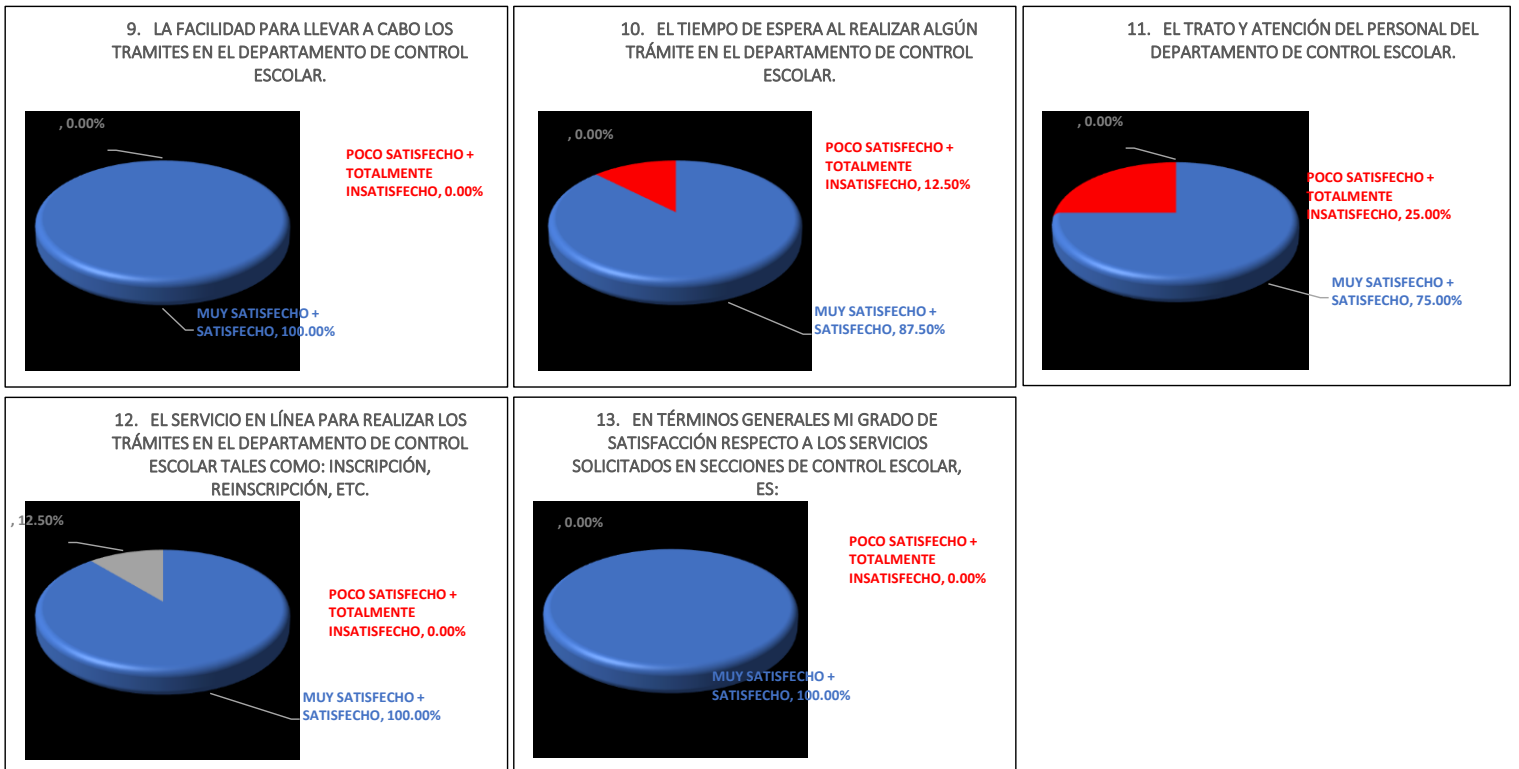 9. LA FACILIDAD PARA LLEVAR A CABO LOS
TRAMITES EN EL DEPARTAMENTO DE CONTROL
ESCOLAR.
, 0.00%
POCO SATISFECHO +
TOTALMENTE
INSATISFECHO, 0.00%
MUY SATISFECHO +
SATISFECHO, 100.00%
10. EL TIEMPO DE ESPERA AL REALIZAR ALGÚN
TRÁMITE EN EL DEPARTAMENTO DE CONTROL
ESCOLAR.
, 0.00%
POCO SATISFECHO +
TOTALMENTE
INSATISFECHO, 12.50%
MUY SATISFECHO +
SATISFECHO, 87.50%
11. EL TRATO Y ATENCIÓN DEL PERSONAL DEL
DEPARTAMENTO DE CONTROL ESCOLAR.
, 0.00%
POCO SATISFECHO +
TOTALMENTE
INSATISFECHO, 25.00%
MUY SATISFECHO +
SATISFECHO, 75.00%
12. EL SERVICIO EN LÍNEA PARA REALIZAR LOS
TRÁMITES EN EL DEPARTAMENTO DE CONTROL
ESCOLAR TALES COMO: INSCRIPCIÓN,
REINSCRIPCIÓN, ETC.
, 12.50%
POCO SATISFECHO +
TOTALMENTE
INSATISFECHO, 0.00%
MUY SATISFECHO +
SATISFECHO, 100.00%
13. EN TÉRMINOS GENERALES MI GRADO DE
SATISFACCIÓN RESPECTO A LOS SERVICIOS
SOLICITADOS EN SECCIONES DE CONTROL ESCOLAR,
ES:
, 0.00%
POCO SATISFECHO +
TOTALMENTE
INSATISFECHO, 0.00%
MUY SATISFECHO +
SATISFECHO, 100.00%